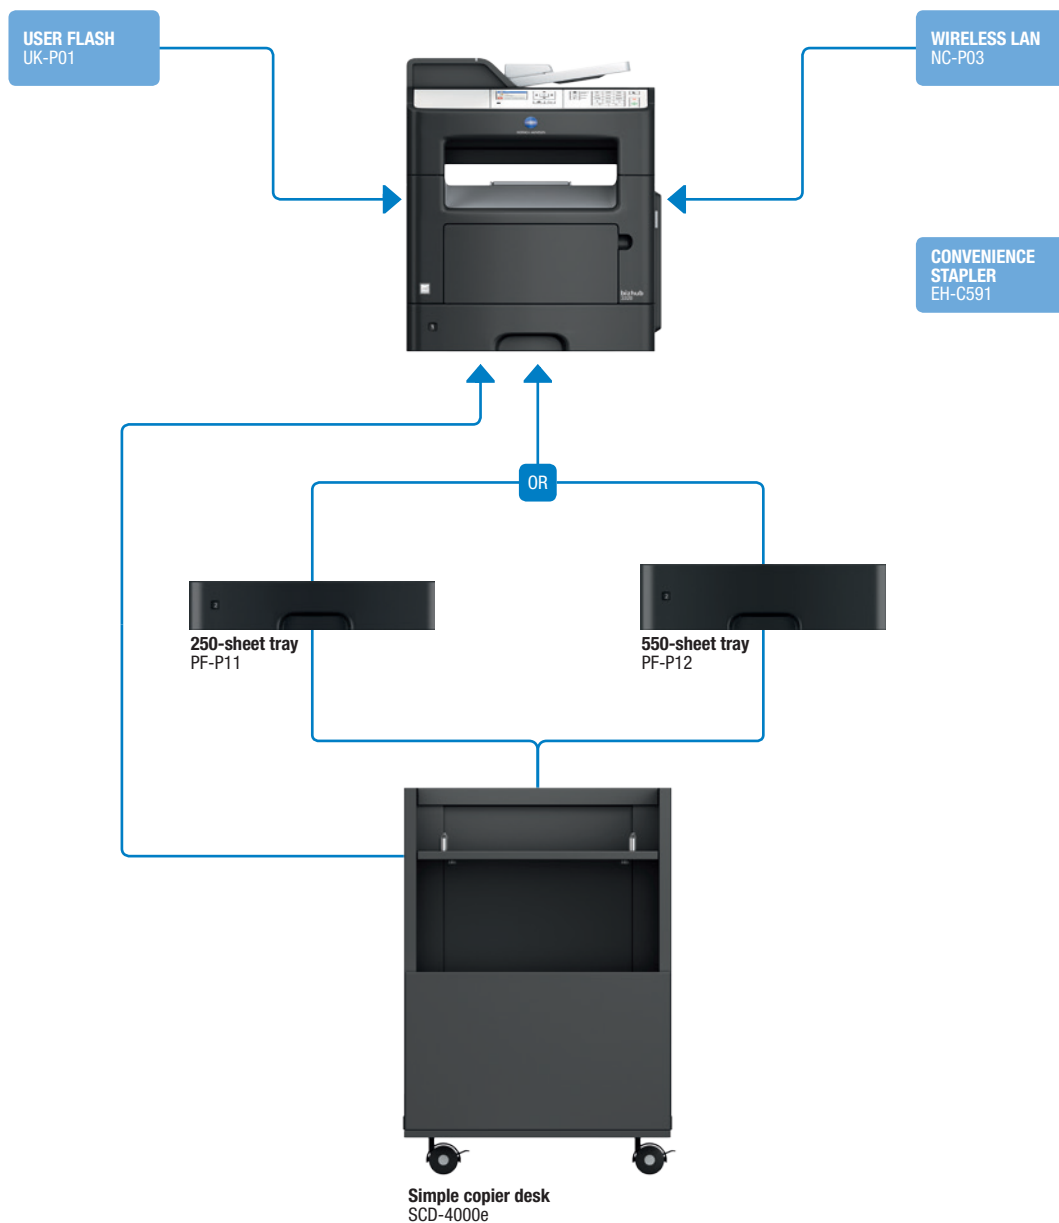 USER FLASH
UK-P01
WIRELESS LAN
NC-P03
CONVENIENCE
STAPLER
EH-C591
bizhub
OR
250-sheet tray
PF-P11
550-sheet tray
PF-P12
Simple copier desk
SCD-4000e